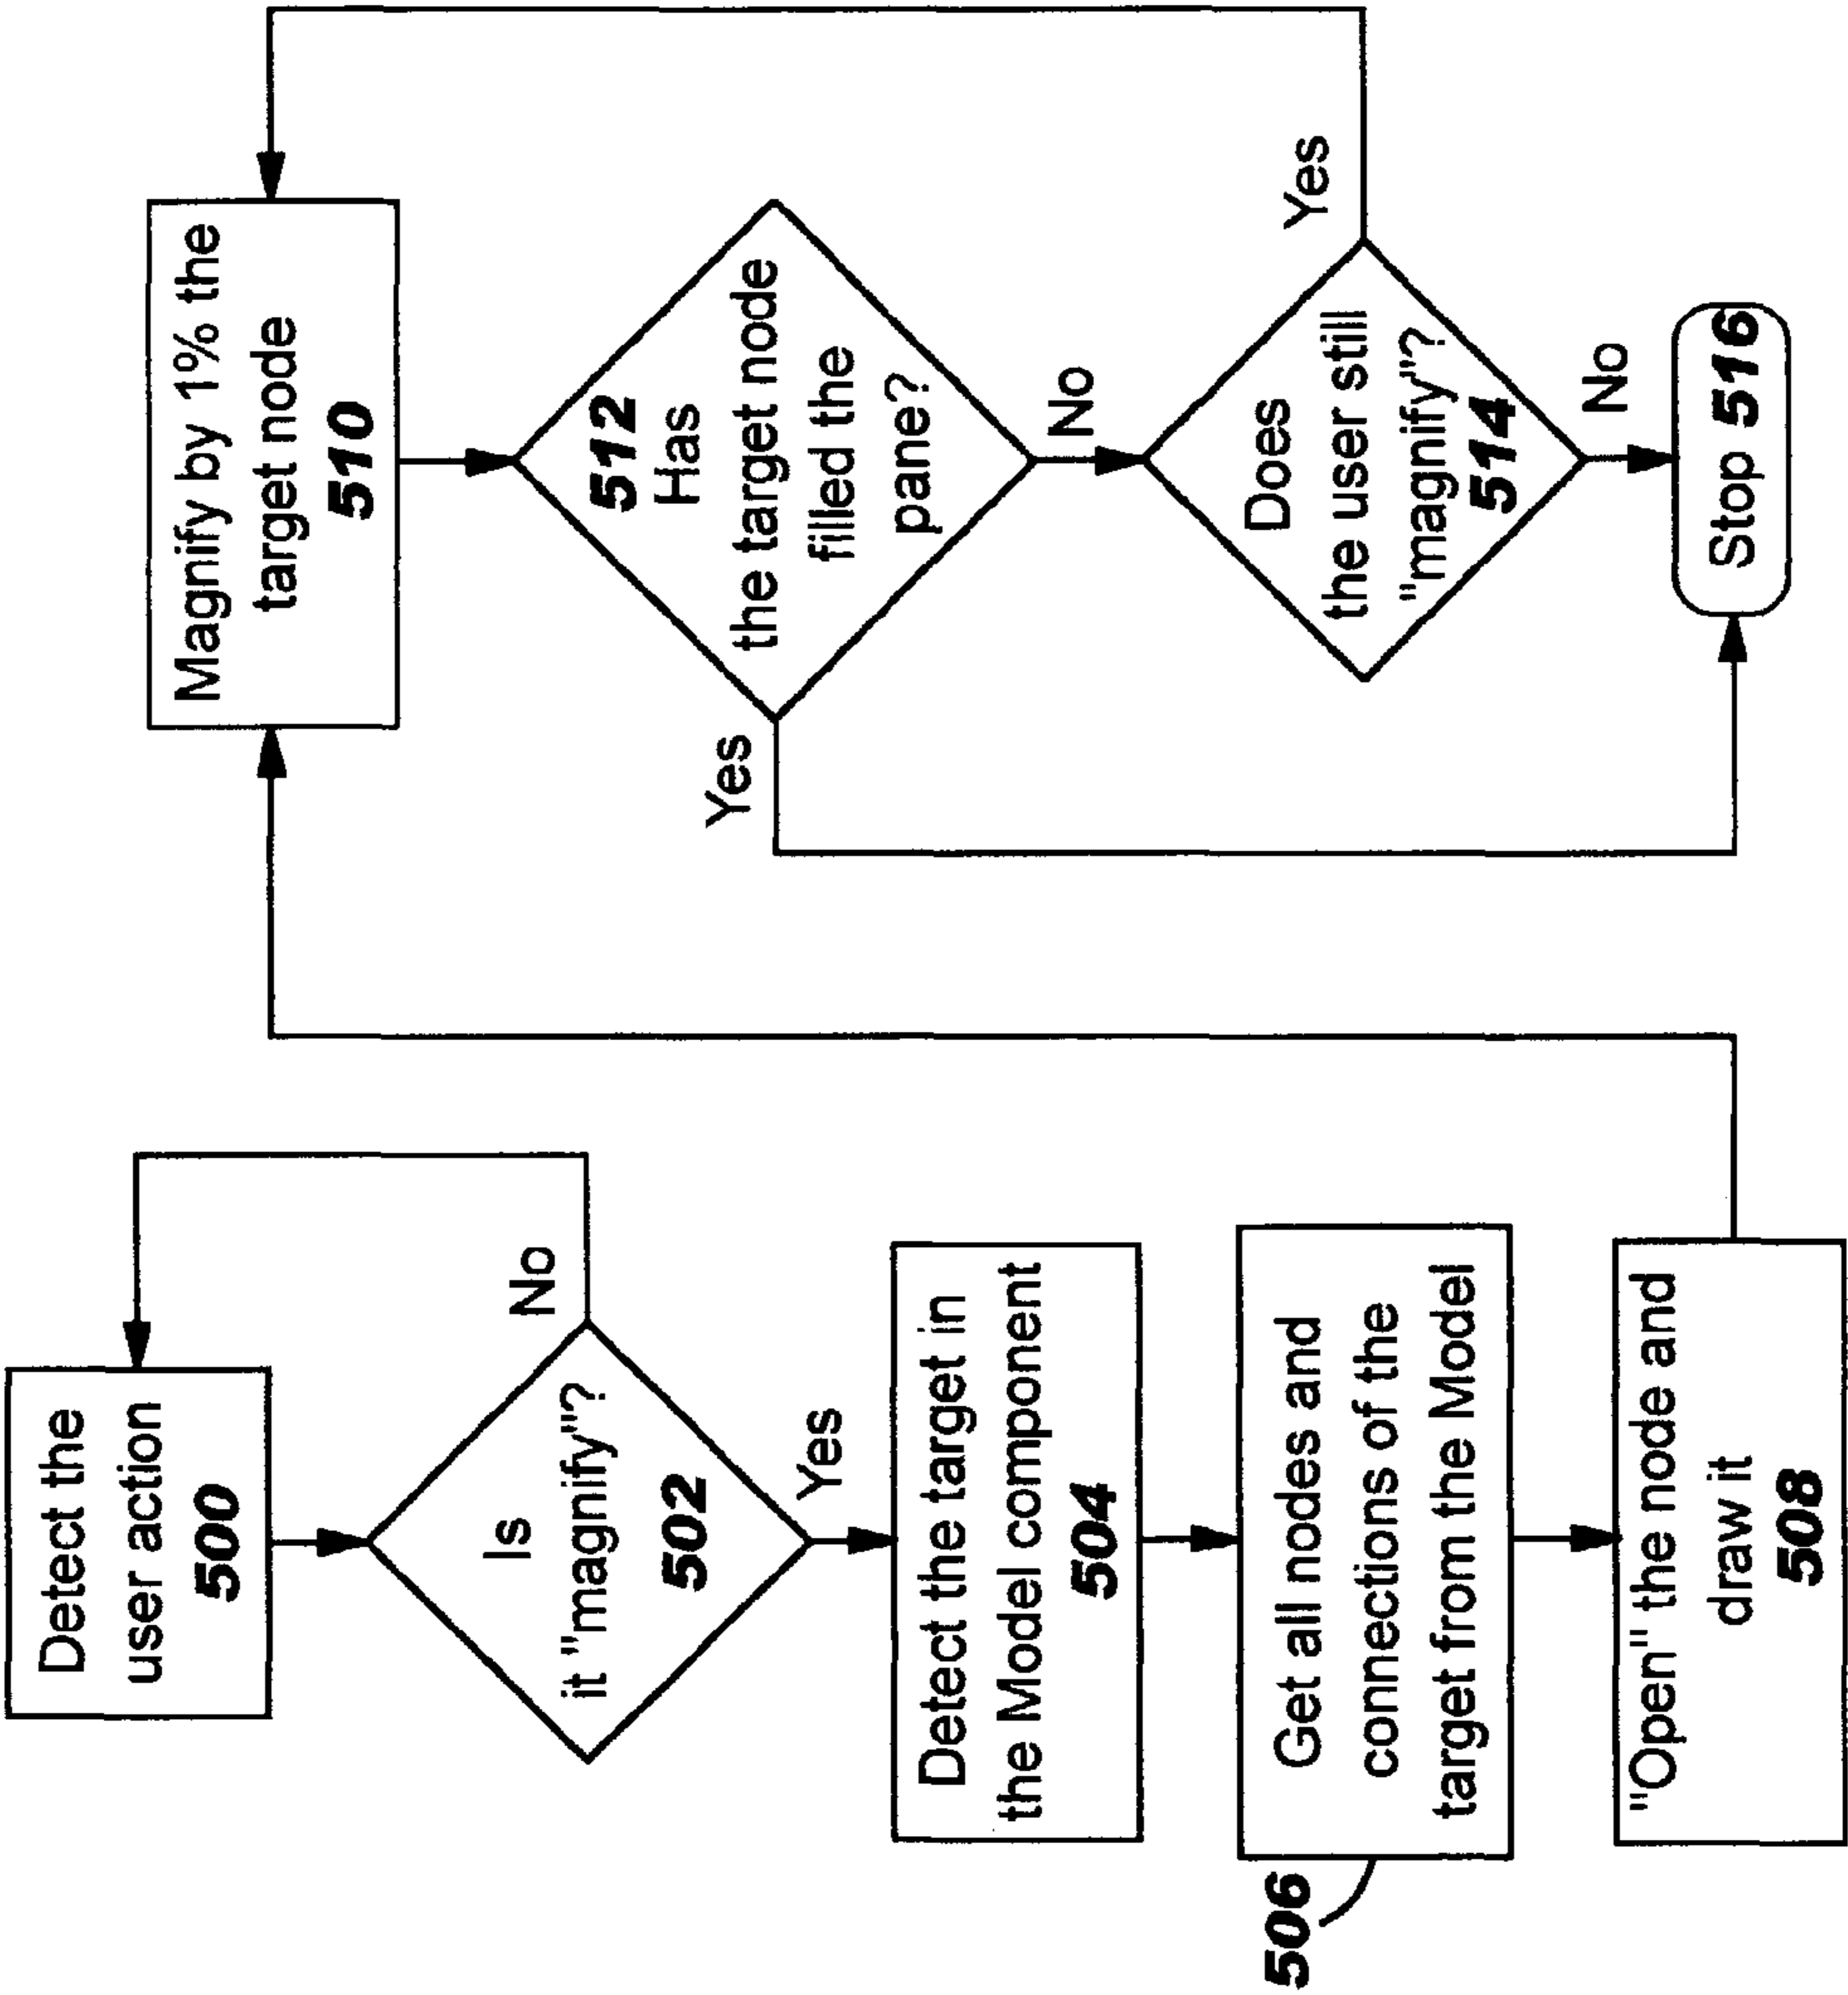 Detect the
user action
500
Is
it "magnify"?
502
No
Yes
Detect the target in
the Model component
504
Get all nodes and
connections of the
target from the Model
506
"Open" the node and
draw it
508
Magnify by 1% the
target node
510
512
Has
the target node
filled the
pane?
Yes
No
Does
the user still
"magnify"?
514
Yes
No
Stop 516